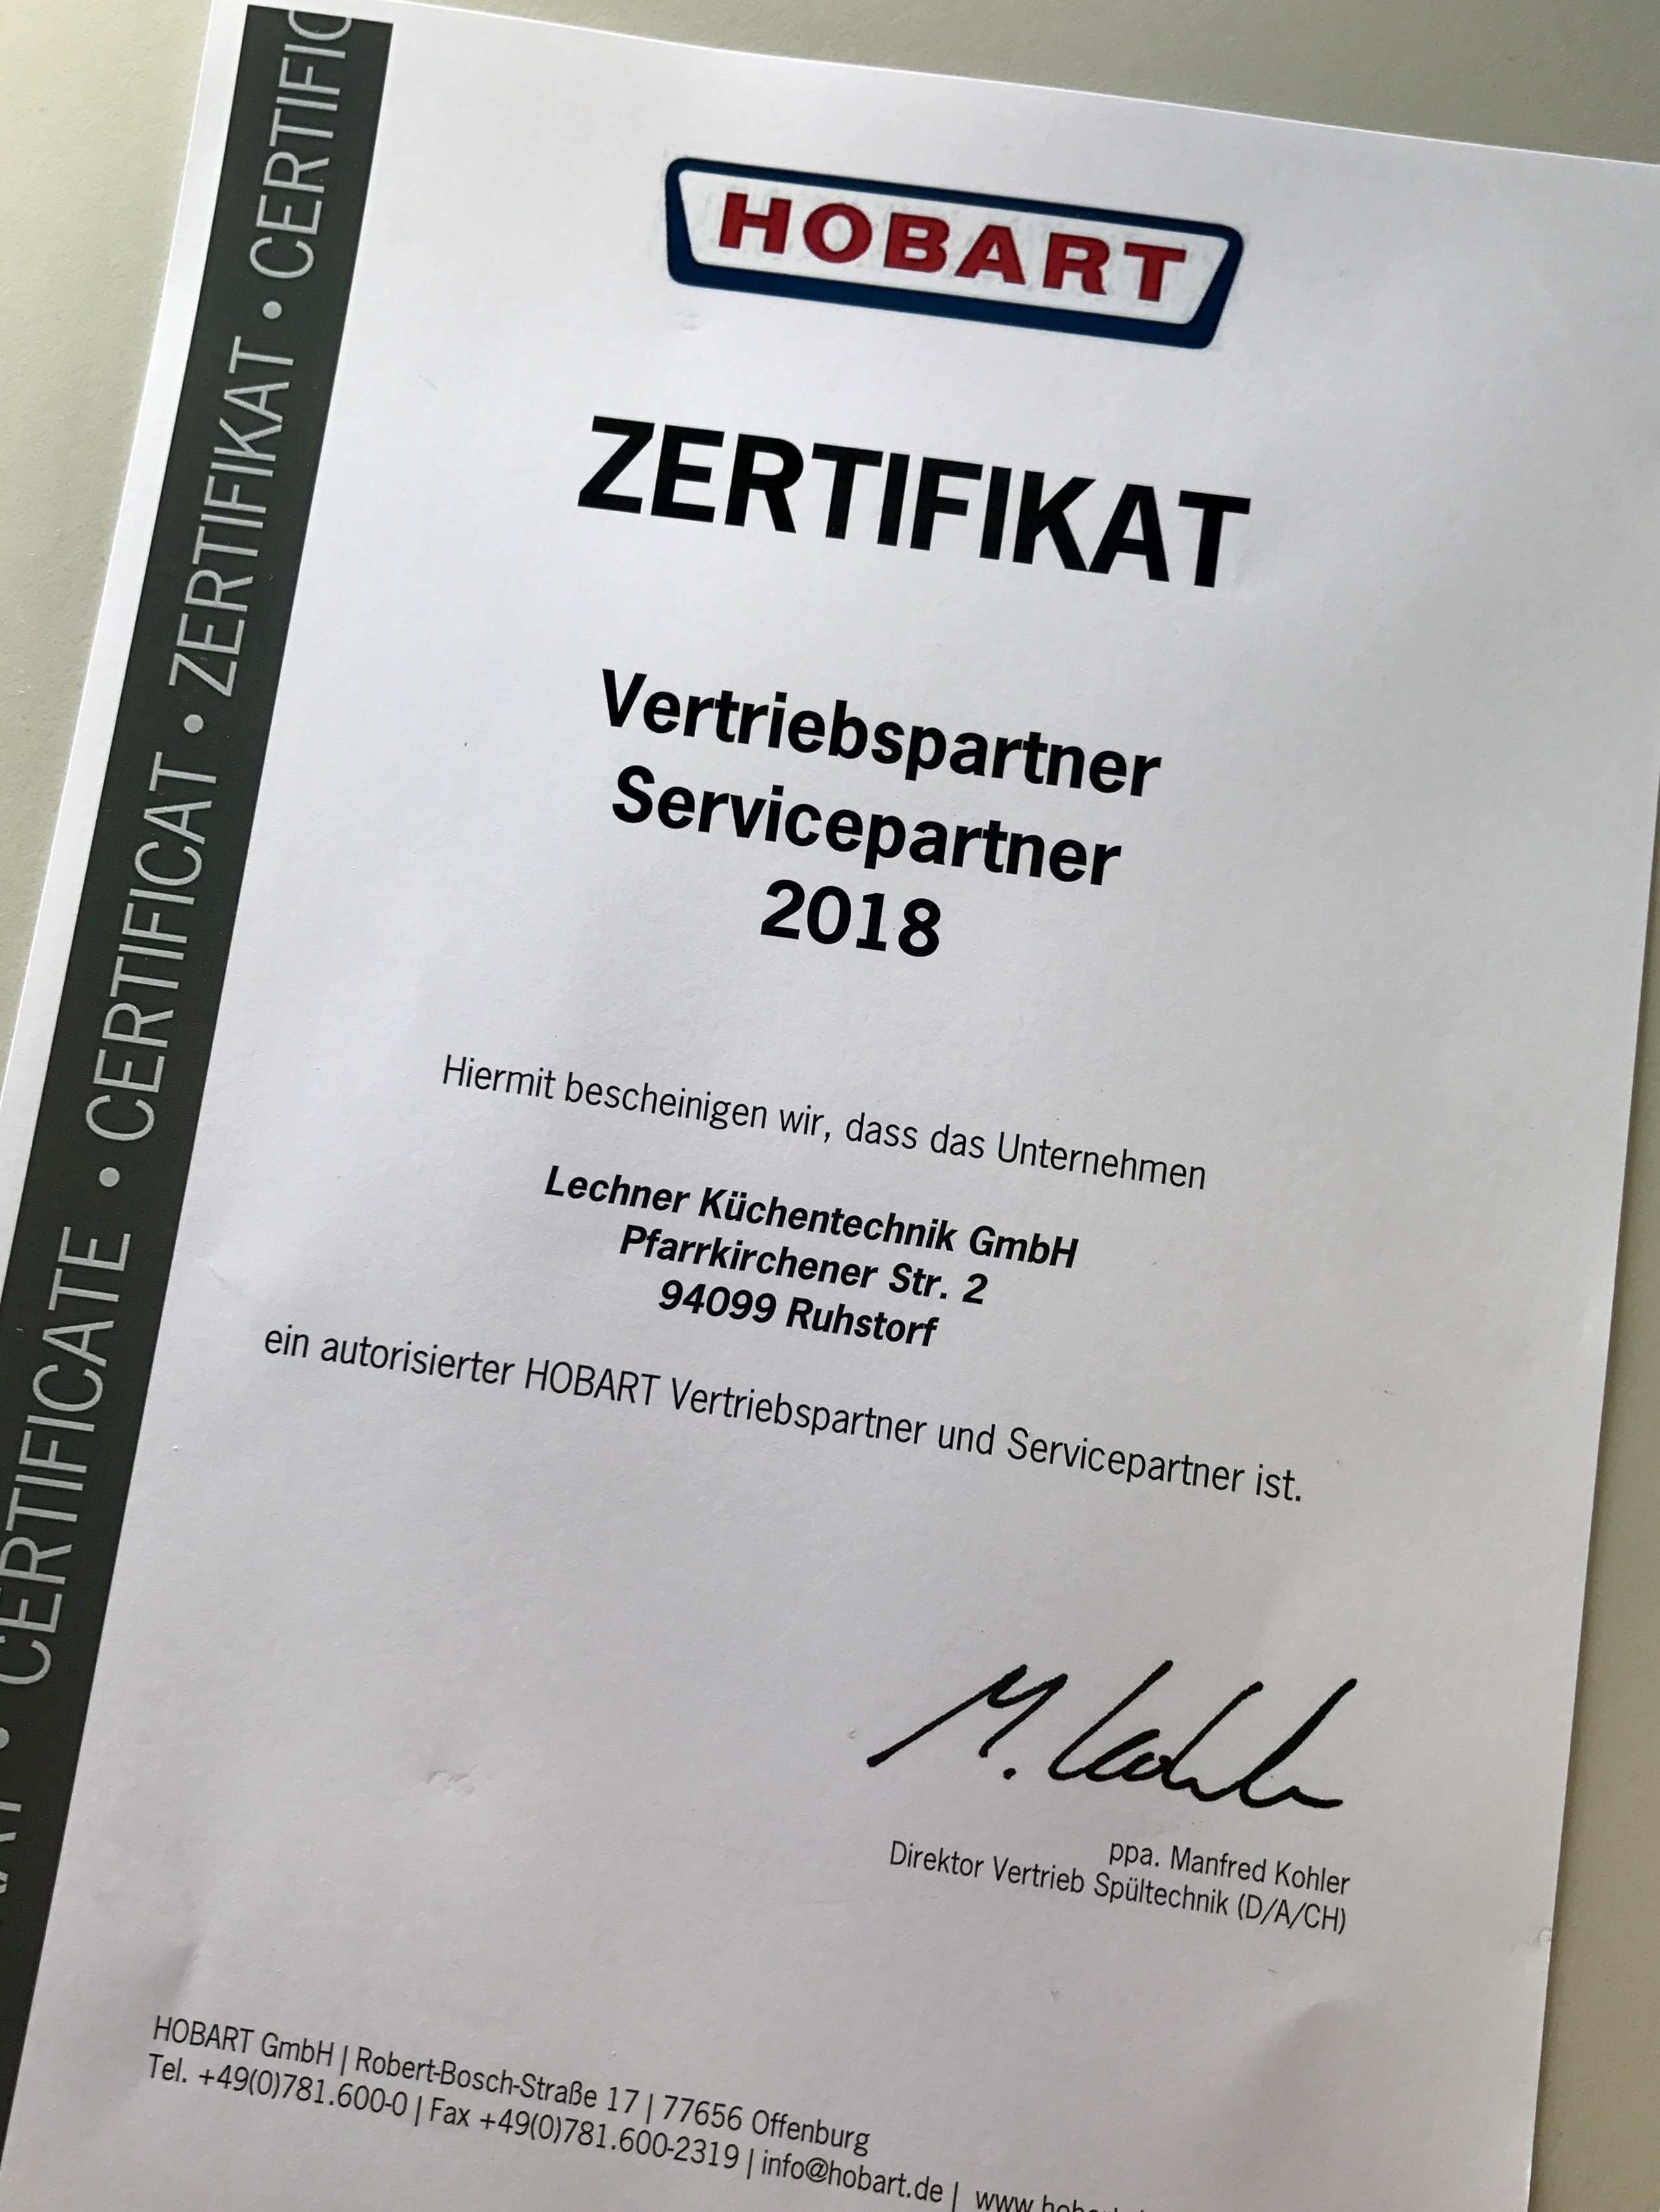 HOBART
ZERTIFIKAT
Vertriebspartner
Servicepartner
2018
Hiermit bescheinigen wir, dass das Unternehmen
Lechner Küchentechnik GmbH
Pfarrkirchener Str. 2
94099 Ruhstorf
ein autorisierter HOBART Vertriebspartner und Servicepartner ist.
M. Kohler
ppa. Manfred Kohler
Direktor Vertrieb Spültechnik (D/A/CH)
HOBART GmbH | Robert-Bosch-Straße 17 | 77656 Offenburg
Tel. +49(0)781.600-0 | Fax +49(0)781.600-2319 | info@hobart.de |
• CERTIFICATE • CERTIFICAT • ZERTIFIKAT • CERTIFIC